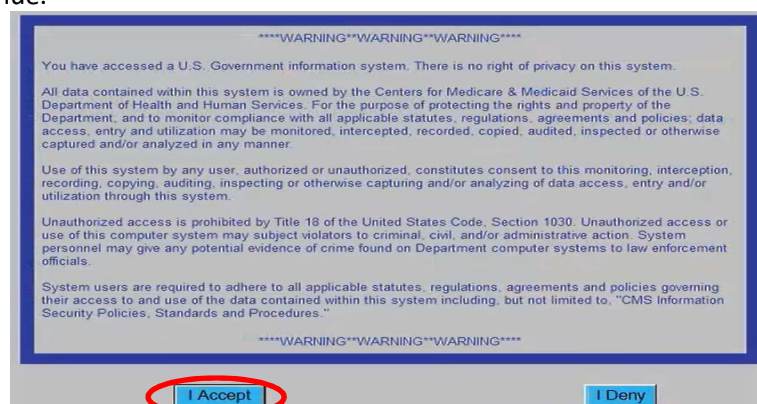 ****WARNING**WARNING**WARNING****
You have accessed a U.S. Government information system. There is no right of privacy on this system.
All data contained within this system is owned by the Centers for Medicare & Medicaid Services of the U.S.
Department of Health and Human Services. For the purpose of protecting the rights and property of the
Department, and to monitor compliance with all applicable statutes, regulations, agreements and policies; data
access, entry and utilization may be monitored, intercepted, recorded, copied, audited, inspected or otherwise
captured and/or analyzed in any manner.
Use of this system by any user, authorized or unauthorized, constitutes consent to this monitoring, interception,
recording, copying, auditing, inspecting or otherwise capturing and/or analyzing of data access, entry and/or
utilization through this system.
Unauthorized access is prohibited by Title 18 of the United States Code, Section 1030. Unauthorized access or
use of this computer system may subject violators to criminal, civil, and/or administrative action. System
personnel may give any potential evidence of crime found on Department computer systems to law enforcement
officials.
System users are required to adhere to all applicable statutes, regulations, agreements and policies governing
their access to and use of the data contained within this system including, but not limited to, "CMS Information
Security Policies, Standards and Procedures."
****WARNING**WARNING**WARNING****
I Accept I Deny